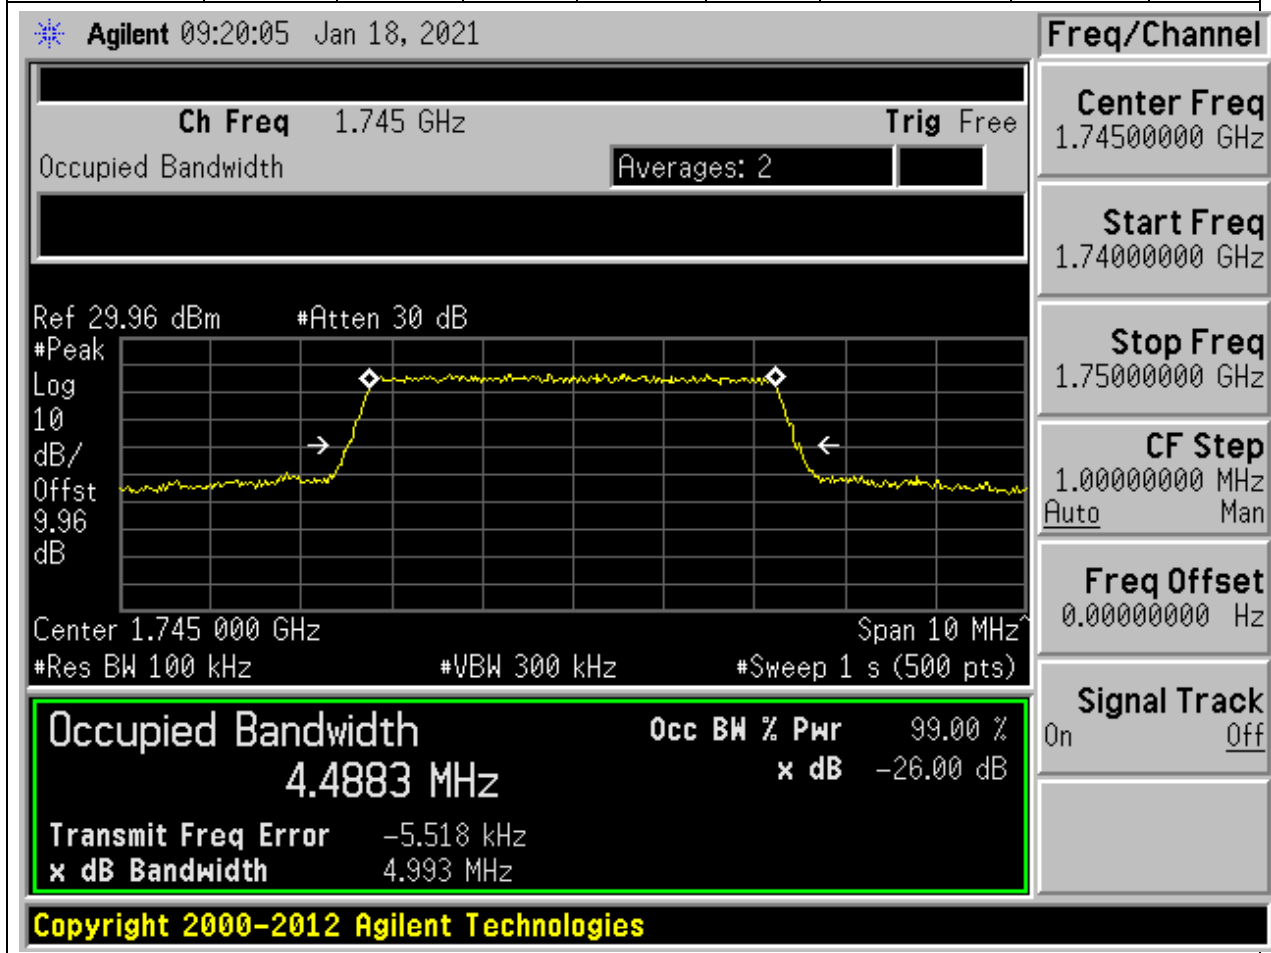 Agilent 09:20:05 Jan 18, 2021
Freq/Channel
Ch Freq 1.745 GHz Trig Free
Occupied Bandwidth Averages: 2
Ref 29.96 dBm #Atten 30 dB
#Peak
Log
10
dB/
Offst
9.96
dB
Center 1.745 000 GHz Span 10 MHz^
#Res BW 100 kHz #VBW 300 kHz #Sweep 1 s (500 pts)
Occupied Bandwidth Occ BW % Pwr 99.00 %
4.4883 MHz x dB -26.00 dB
Transmit Freq Error -5.518 kHz
x dB Bandwidth 4.993 MHz
Copyright 2000-2012 Agilent Technologies
Center Freq
1.74500000 GHz
Start Freq
1.74000000 GHz
Stop Freq
1.75000000 GHz
CF Step
1.00000000 MHz
Auto Man
Freq Offset
0.00000000 Hz
Signal Track
On Off